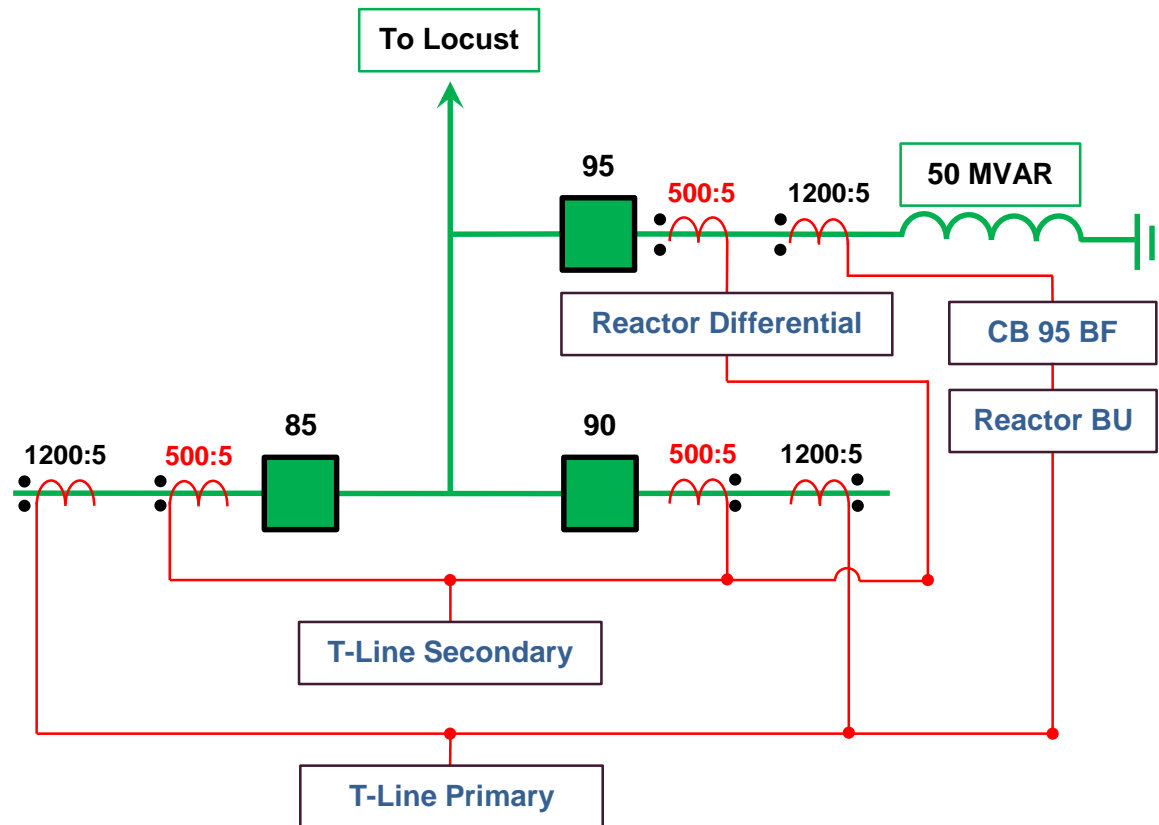 To Locust
95
500:5
1200:5
50 MVAR
Reactor Differential
CB 95 BF
Reactor BU
85
90
1200:5
500:5
500:5
1200:5
T-Line Secondary
T-Line Primary